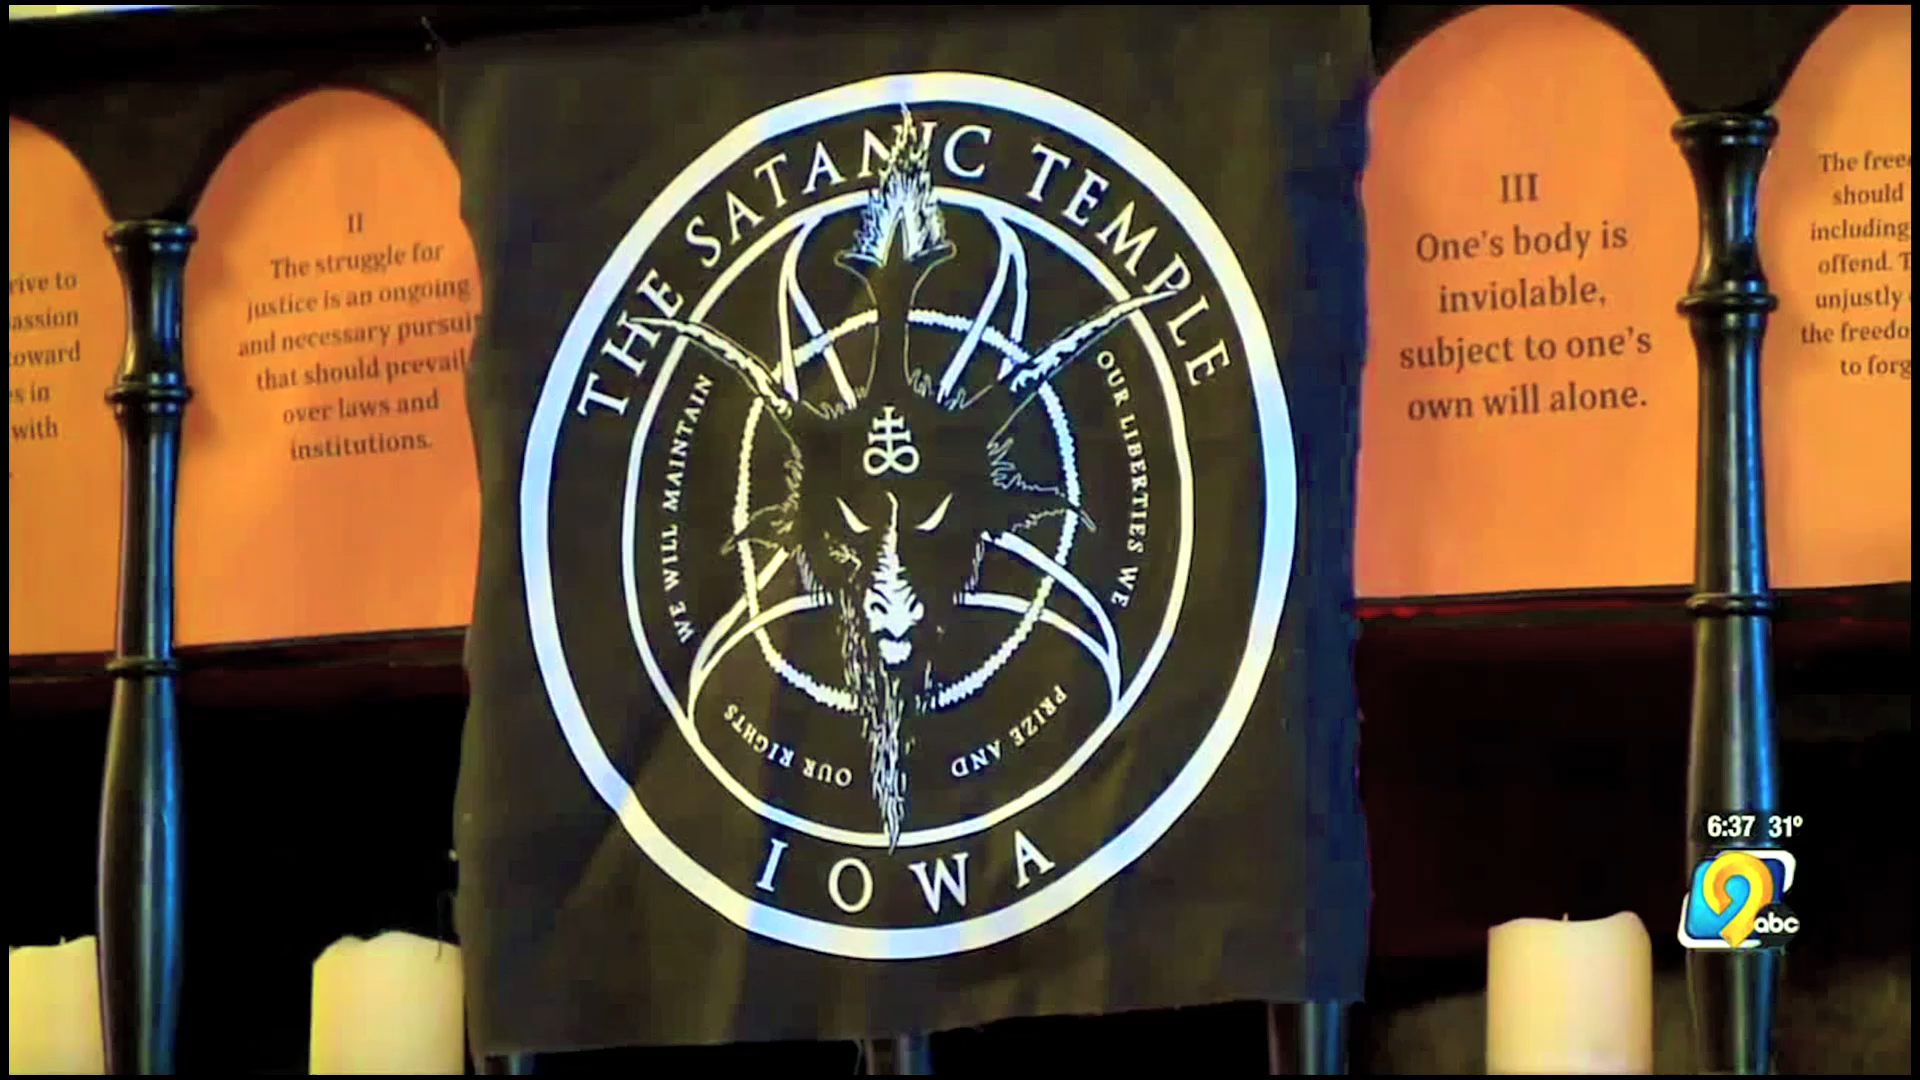 rive to
assion
toward
s in
with
II
The struggle for
justice is an ongoing
and necessary pursuit
that should prevail
over laws and
institutions.
THE SATANIC TEMPLE
OUR LIBERTIES WE
PRIZE AND
OUR RIGHTS
WE WILL MAINTAIN
IOWA
III
One's body is
inviolable,
subject to one's
own will alone.
The free
should
including
offend. T
unjustly
the freedo
to forg
6:37 31°
9 abc